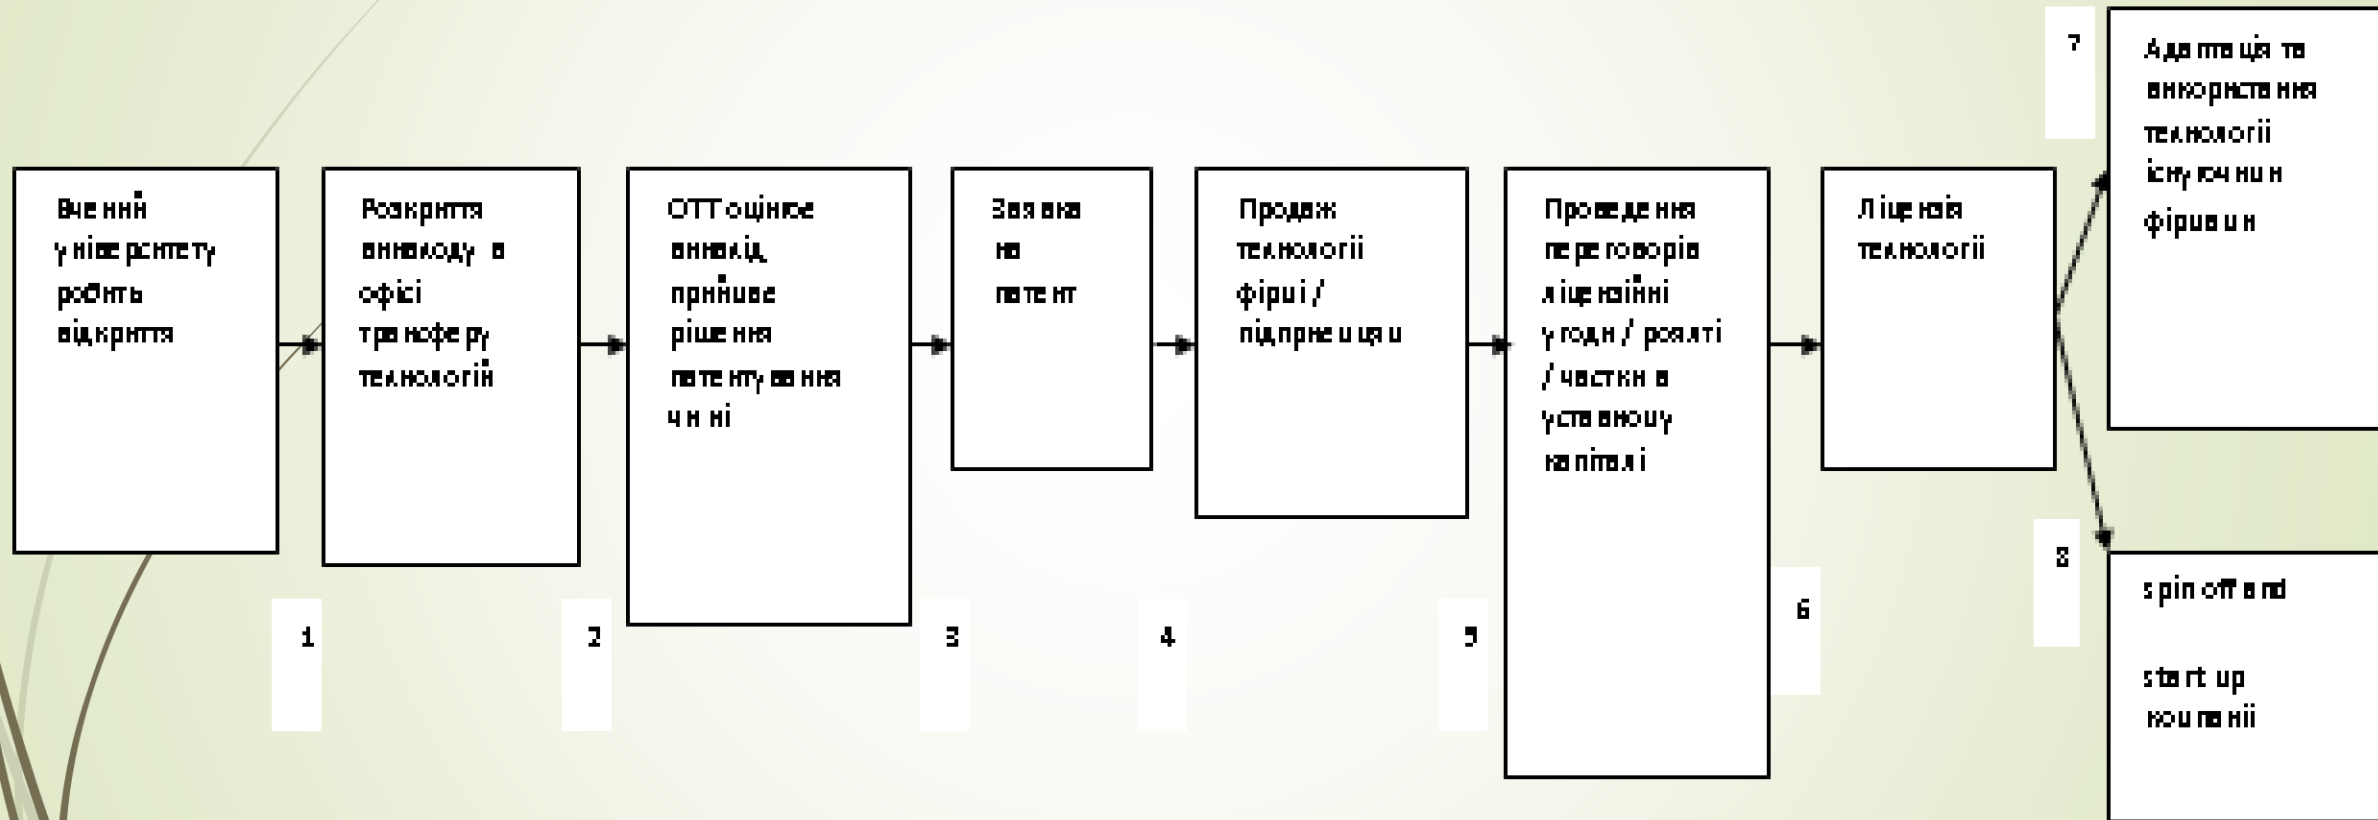 Вчений
університету
робить
відкриття
Розкриття
винаходу в
офісі
трансферу
технологій
ОТТ оцінює
винахід,
приймає
рішення
патентування
чи ні
Заявка
на
патент
Продаж
технології
фірмі /
підприємцям
Проведення
переговорів
ліцензійні
угоди / роялті
/ частки в
уставному
капіталі
Ліцензія
технології
7
Адаптація та
використання
технології
існуючими
фірмами
1
2
3
4
5
6
8
spin off and
start up
компанії